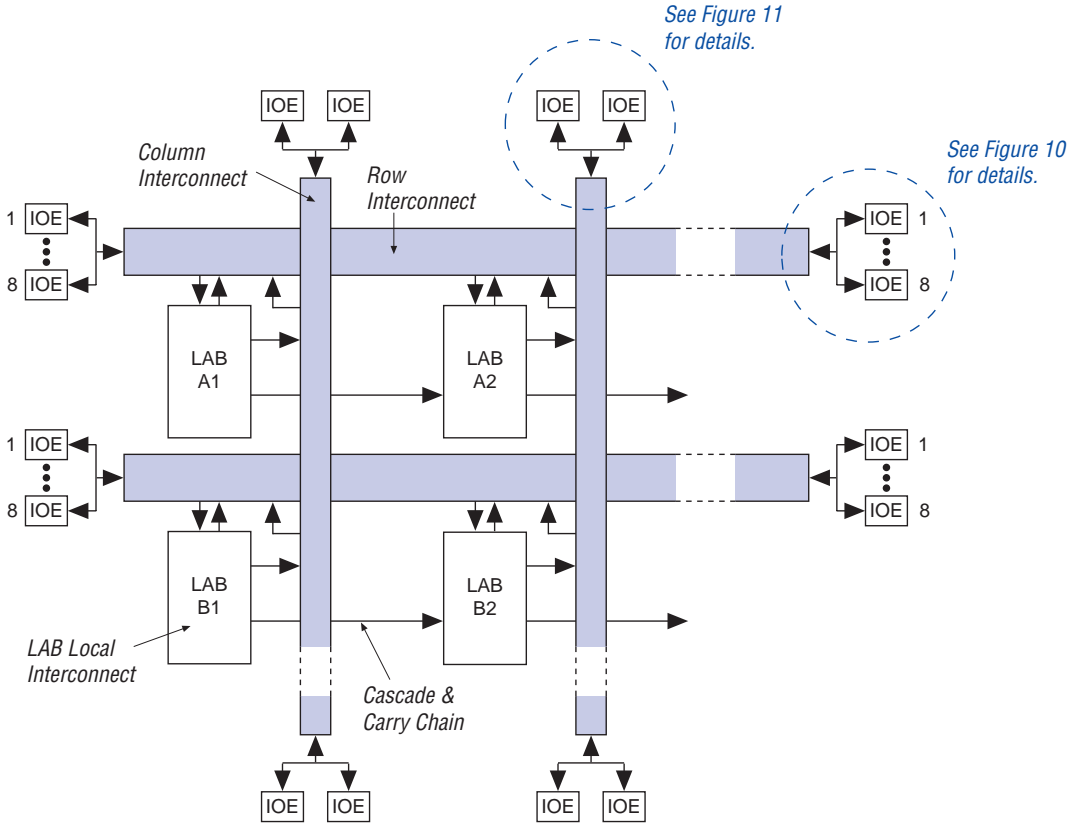 See Figure 11
for details.
IOE IOE IOE IOE
Column
Interconnect
Row
Interconnect
See Figure 10
for details.
1 IOE IOE 1
8 IOE IOE 8
LAB
A1
LAB
A2
1 IOE IOE 1
8 IOE IOE 8
LAB
B1
LAB
B2
LAB Local
Interconnect
Cascade &
Carry Chain
IOE IOE IOE IOE